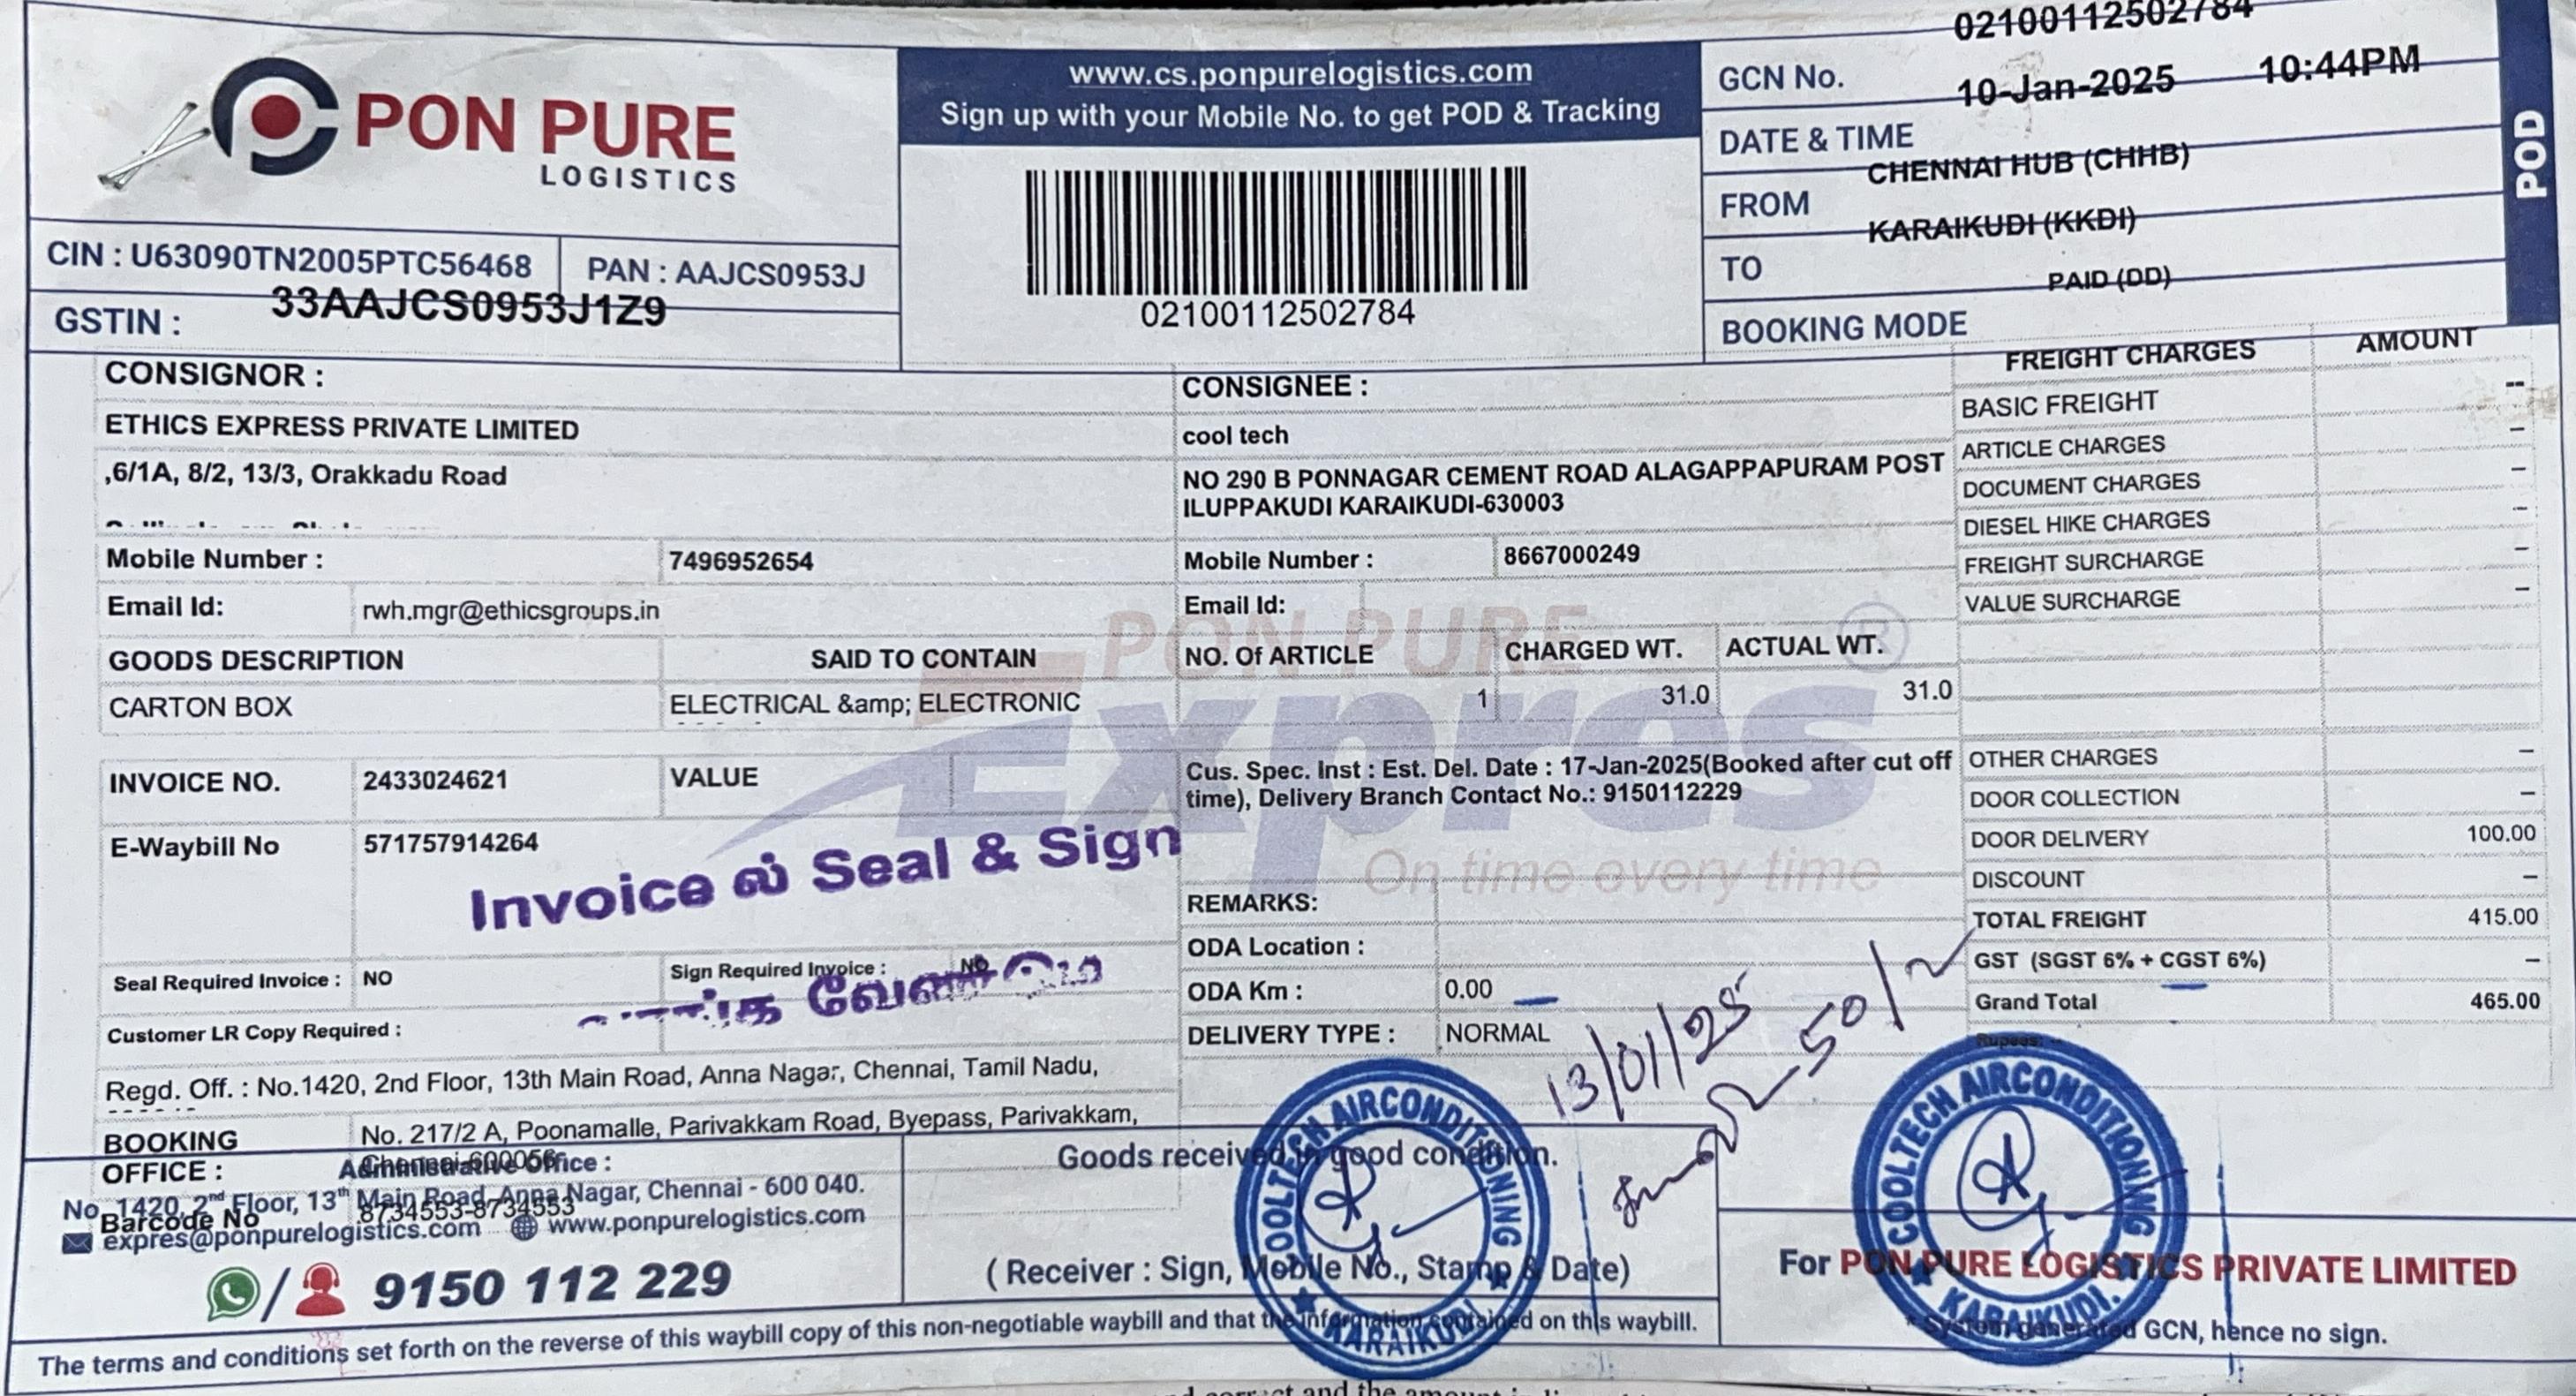 PON PURE
LOGISTICS
www.cs.ponpurelogistics.com
Sign up with your Mobile No. to get POD & Tracking
02100112502784
CIN : U63090TN2005PTC56468
PAN : AAJCS0953J
GSTIN : 33AAJCS0953J1Z9
GCN No. 02100112502784
DATE & TIME 10-Jan-2025 10:44PM
FROM CHENNAI HUB (CHHB)
TO KARAIKUDI (KKDI)
BOOKING MODE PAID (DD)
POD
CONSIGNOR :
ETHICS EXPRESS PRIVATE LIMITED
,6/1A, 8/2, 13/3, Orakkadu Road
Mobile Number : 7496952654
Email Id: rwh.mgr@ethicsgroups.in
CONSIGNEE :
cool tech
NO 290 B PONNAGAR CEMENT ROAD ALAGAPPAPURAM POST
ILUPPAKUDI KARAIKUDI-630003
Mobile Number : 8667000249
Email Id:
FREIGHT CHARGES AMOUNT
BASIC FREIGHT --
ARTICLE CHARGES –
DOCUMENT CHARGES –
DIESEL HIKE CHARGES –
FREIGHT SURCHARGE –
VALUE SURCHARGE –
PON PURE
Expres ®
On time every time
GOODS DESCRIPTION SAID TO CONTAIN NO. Of ARTICLE CHARGED WT. ACTUAL WT.
CARTON BOX ELECTRICAL &amp; ELECTRONIC 1 31.0 31.0
INVOICE NO. 2433024621 VALUE
E-Waybill No 571757914264
Cus. Spec. Inst : Est. Del. Date : 17-Jan-2025(Booked after cut off
time), Delivery Branch Contact No.: 9150112229
OTHER CHARGES –
DOOR COLLECTION –
DOOR DELIVERY 100.00
DISCOUNT –
TOTAL FREIGHT 415.00
GST (SGST 6% + CGST 6%) –
Grand Total 465.00
Rupees: --
Invoice ல் Seal & Sign
REMARKS:
ODA Location :
ODA Km : 0.00
DELIVERY TYPE : NORMAL
Seal Required Invoice : NO
Sign Required Invoice : NO
Customer LR Copy Required :
13/01/25
Regd. Off. : No.1420, 2nd Floor, 13th Main Road, Anna Nagar, Chennai, Tamil Nadu,
BOOKING OFFICE : No. 217/2 A, Poonamalle, Parivakkam Road, Byepass, Parivakkam,
Chennai-600056
Administrative Office :
No. 1420, 2nd Floor, 13th Main Road, Anna Nagar, Chennai - 600 040.
Barcode No 8734553-8734553
expres@ponpurelogistics.com www.ponpurelogistics.com
/ 9150 112 229
Goods received in good condition.
( Receiver : Sign, Mobile No., Stamp & Date)
COOLTECH AIRCONDITIONING
KARAIKUDI.
COOLTECH AIRCONDITIONING
KARAIKUDI.
For PON PURE LOGISTICS PRIVATE LIMITED
* System generated GCN, hence no sign.
The terms and conditions set forth on the reverse of this waybill copy of this non-negotiable waybill and that the information contained on this waybill.